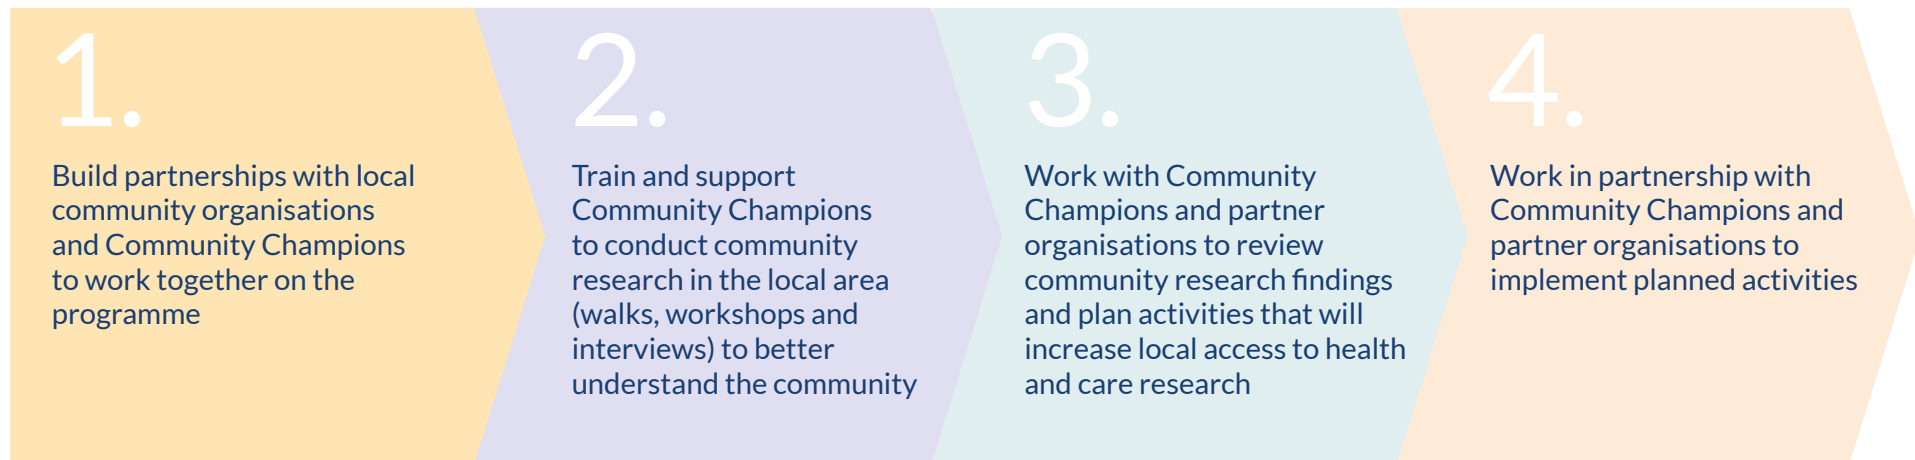 1.
Build partnerships with local
community organisations
and Community Champions
to work together on the
programme
2.
Train and support
Community Champions
to conduct community
research in the local area
(walks, workshops and
interviews) to better
understand the community
3.
Work with Community
Champions and partner
organisations to review
community research findings
and plan activities that will
increase local access to health
and care research
4.
Work in partnership with
Community Champions and
partner organisations to
implement planned activities